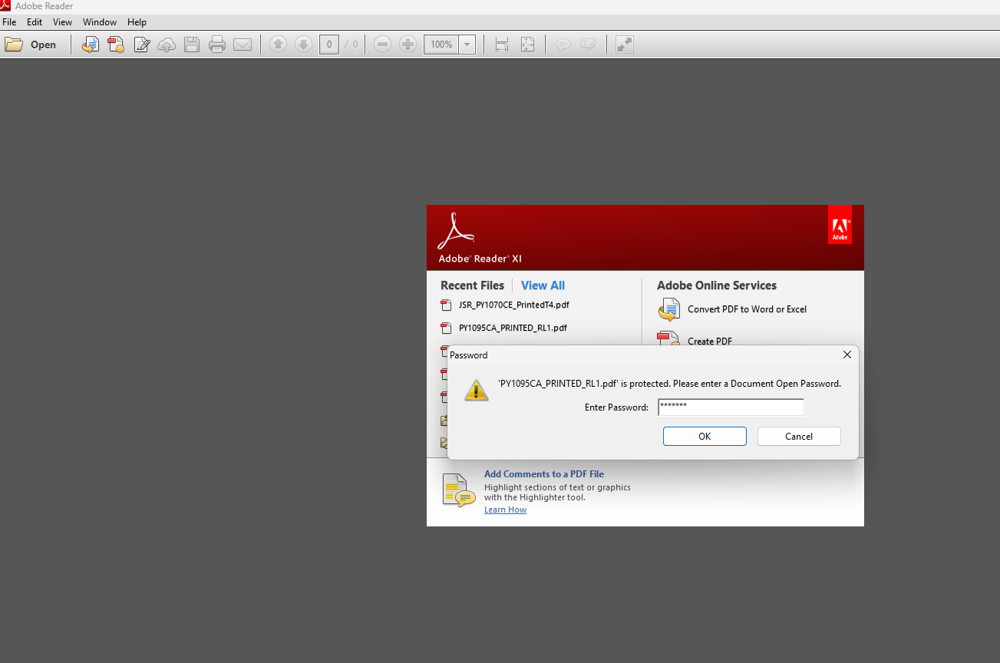 Adobe Reader
File Edit View Window Help
Open
0 / 0
100%
Adobe® Reader® XI
Adobe
Recent Files View All
JSR_PY1070CE_PrintedT4.pdf
PY1095CA_PRINTED_RL1.pdf
Adobe Online Services
Convert PDF to Word or Excel
Create PDF
Password
'PY1095CA_PRINTED_RL1.pdf' is protected. Please enter a Document Open Password.
Enter Password: *******
OK Cancel
Add Comments to a PDF File
Highlight sections of text or graphics
with the Highlighter tool.
Learn How